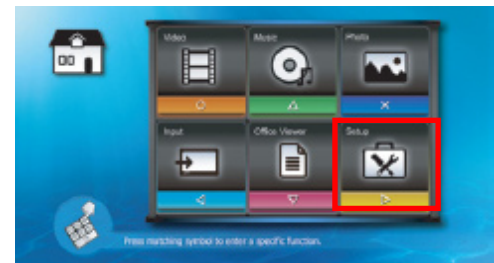 Video Music Photo
Input Office Viewer Setup
Press matching symbol to enter a specific function.